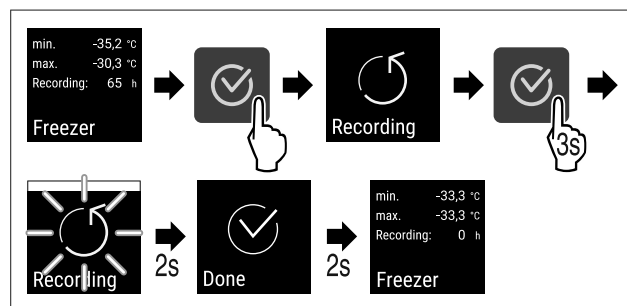 min. -35,2 °C
max. -30,3 °C
Recording: 65 h
Freezer
Recording
3s
Recording
2s
Done
2s
min. -33,3 °C
max. -33,3 °C
Recording: 0 h
Freezer